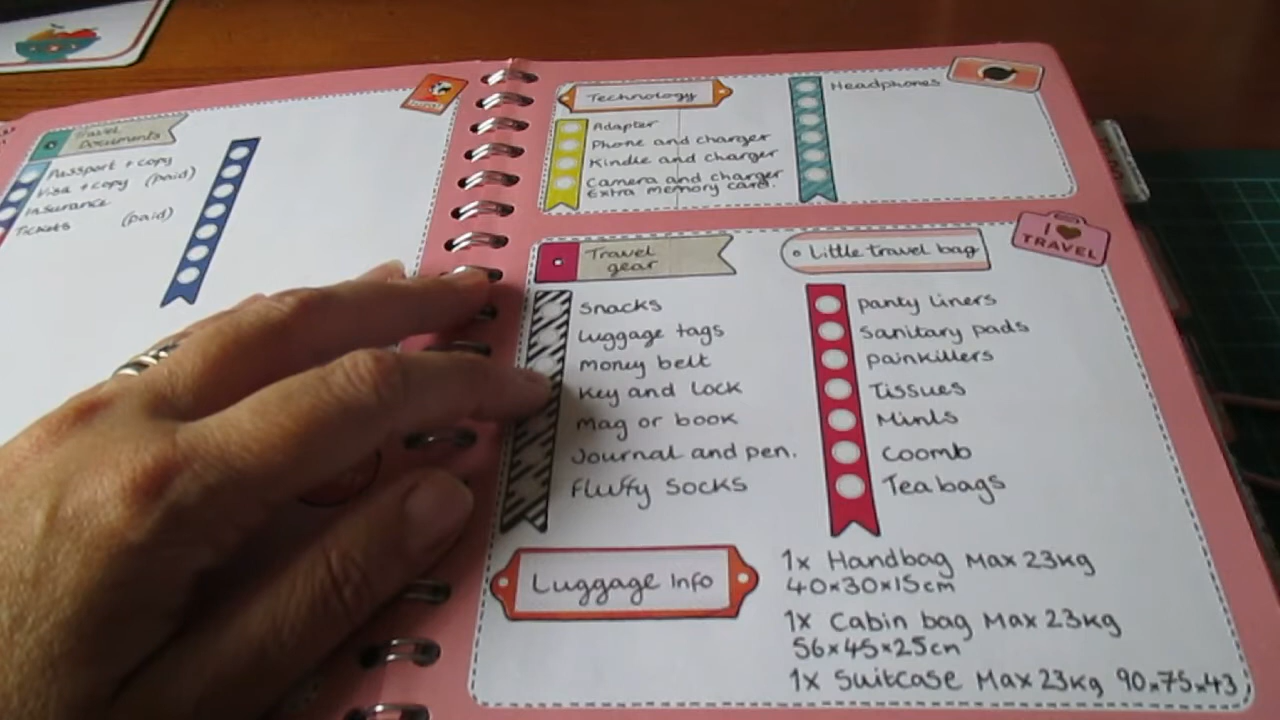 Travel
Documents
Passport + copy
Visa + copy (paid)
Insurance
Tickets (paid)
Technology
Adapter
Phone and charger
Kindle and charger
Camera and charger
Extra memory card.
Headphones
Travel
gear
Snacks
luggage tags
money belt
Key and lock
Mag or book
Journal and pen.
Fluffy socks
Little travel bag
panty liners
Sanitary pads
painkillers
Tissues
Mints
Coomb
Tea bags
I
TRAVEL
Luggage Info
1x Handbag Max 23kg
40x30x15cm
1x Cabin bag Max 23kg
56x45x25cm
1x Suitcase Max 23kg 90x75x43